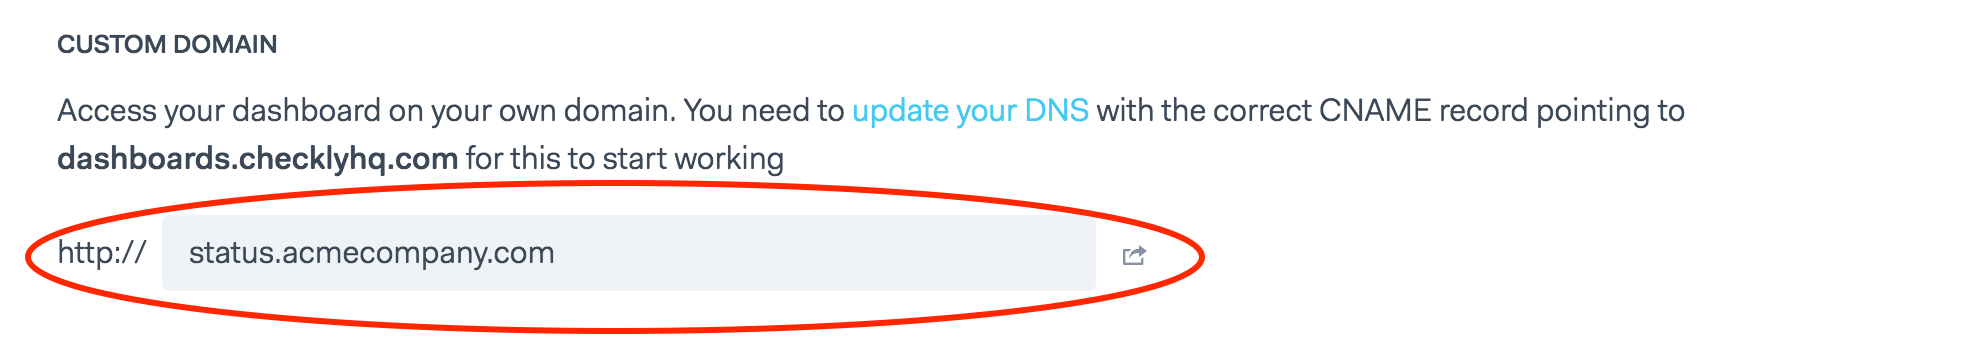 CUSTOM DOMAIN
Access your dashboard on your own domain. You need to update your DNS with the correct CNAME record pointing to
dashboards.checklyhq.com for this to start working
http:// status.acmecompany.com